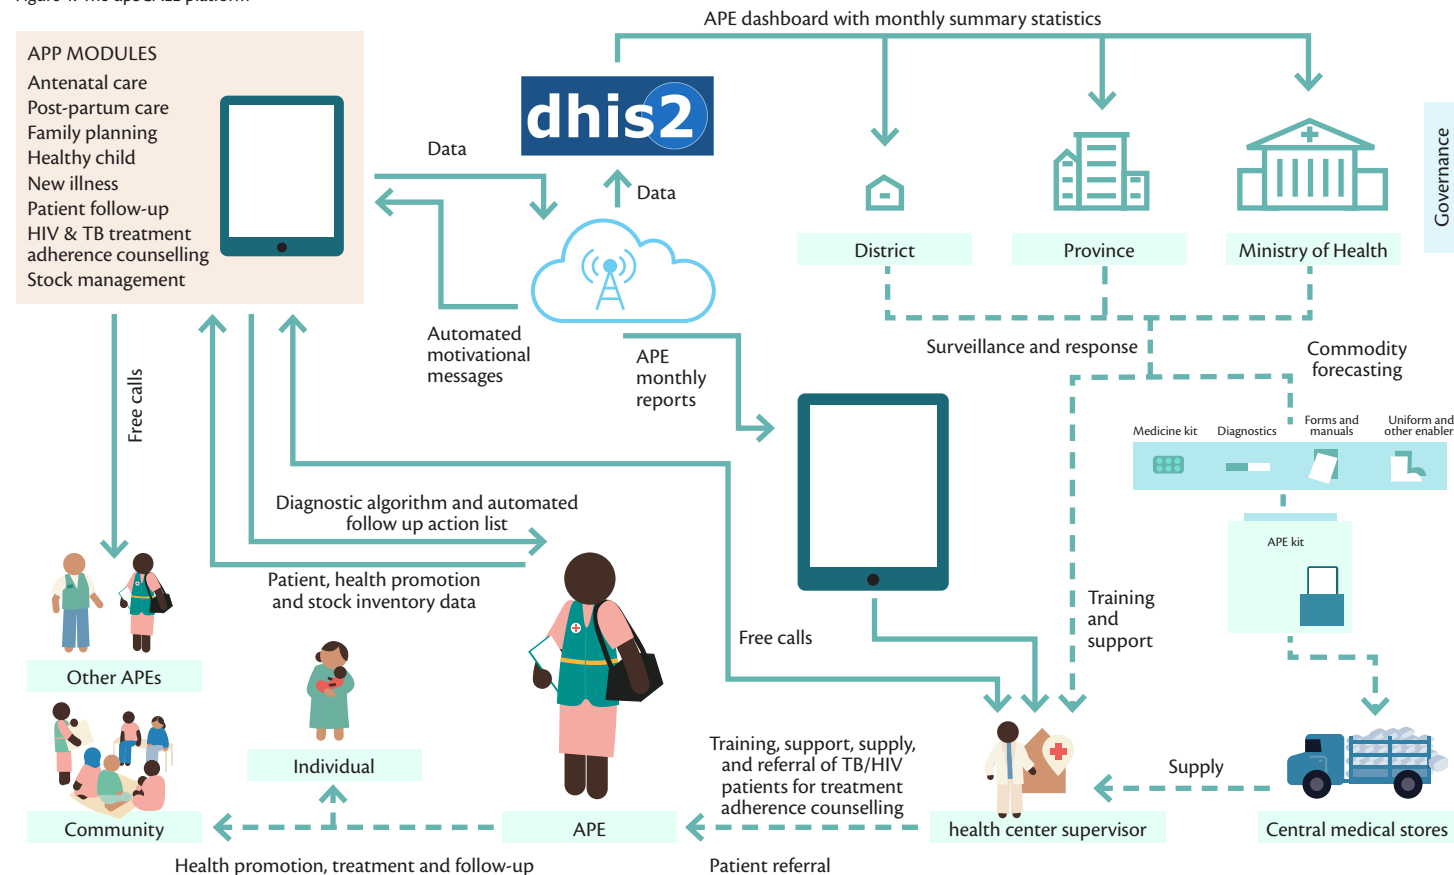 APE dashboard with monthly summary statistics
APP MODULES
Antenatal care
Post-partum care
Family planning
Healthy child
New illness
Patient follow-up
HIV & TB treatment
adherence counselling
Stock management
Data
dhis2
Data
Automated
motivational
messages
APE
monthly
reports
District
Province
Ministry of Health
Governance
Surveillance and response
Commodity
forecasting
Medicine kit
Diagnostics
Forms and
manuals
Uniform and
other enabler
APE kit
Free calls
Diagnostic algorithm and automated
follow up action list
Patient, health promotion
and stock inventory data
Free calls
Training
and
support
Other APEs
Individual
Community
APE
Training, support, supply,
and referral of TB/HIV
patients for treatment
adherence counselling
Supply
health center supervisor
Central medical stores
Health promotion, treatment and follow-up
Patient referral